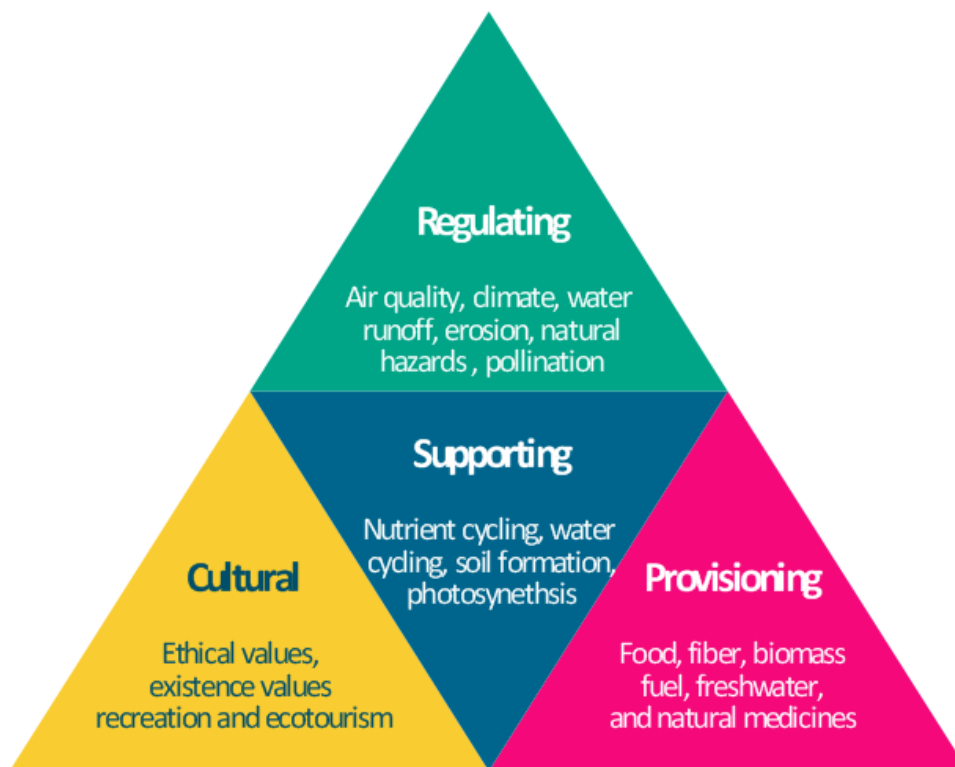 Regulating
Air quality, climate, water
runoff, erosion, natural
hazards , pollination
Supporting
Nutrient cycling, water
cycling, soil formation,
photosynethsis
Cultural
Ethical values,
existence values
recreation and ecotourism
Provisioning
Food, fiber, biomass
fuel, freshwater,
and natural medicines